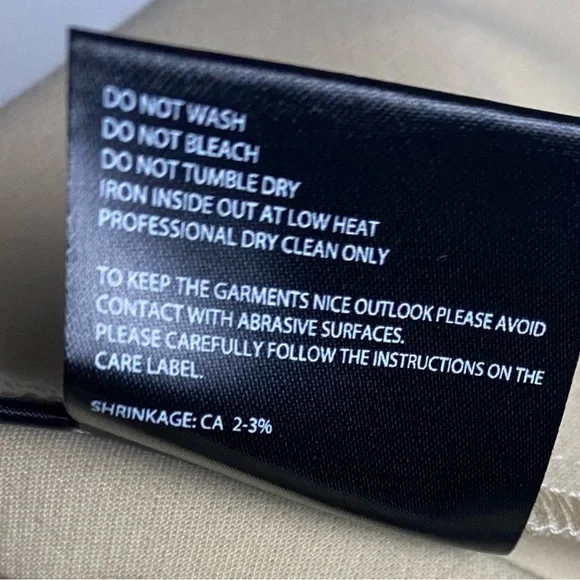 DO NOT WASH
DO NOT BLEACH
DO NOT TUMBLE DRY
IRON INSIDE OUT AT LOW HEAT
PROFESSIONAL DRY CLEAN ONLY
TO KEEP THE GARMENTS NICE OUTLOOK PLEASE AVOID
CONTACT WITH ABRASIVE SURFACES.
PLEASE CAREFULLY FOLLOW THE INSTRUCTIONS ON THE
CARE LABEL.
SHRINKAGE: CA 2-3%